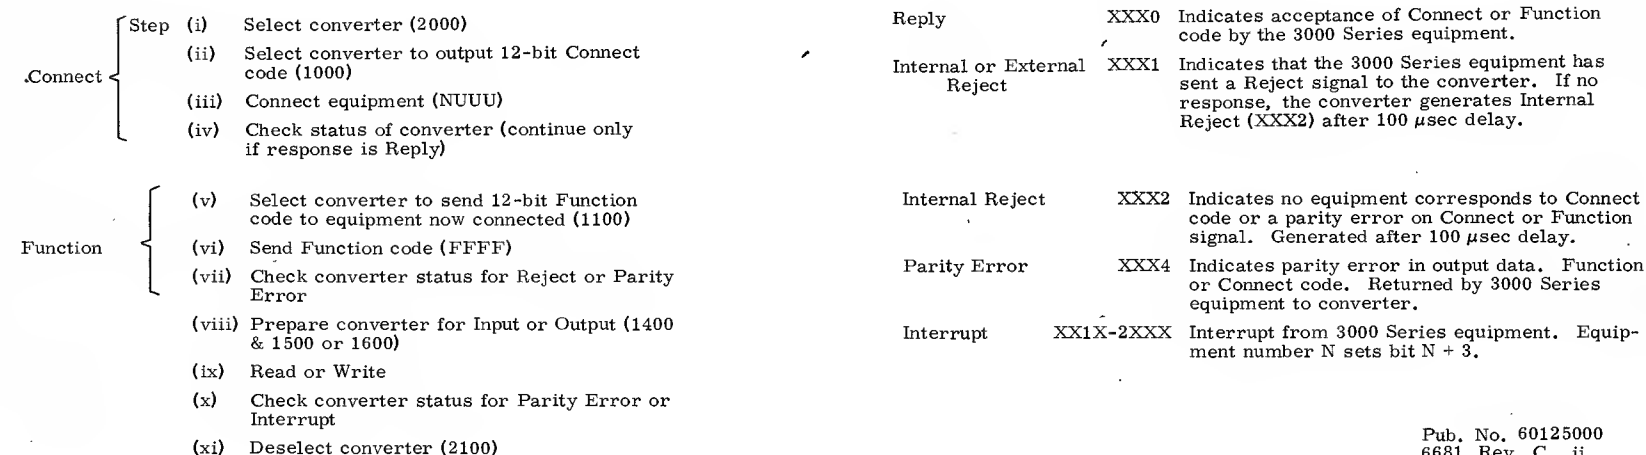 Step (i) Select converter (2000)
(ii) Select converter to output 12-bit Connect
code (1000)
.Connect
(iii) Connect equipment (NUUU)
(iv) Check status of converter (continue only
if response is Reply)
(v) Select converter to send 12-bit Function
code to equipment now connected (1100)
Function (vi) Send Function code (FFFF)
(vii) Check converter status for Reject or Parity
Error
(viii) Prepare converter for Input or Output (1400
& 1500 or 1600)
(ix) Read or Write
(x) Check converter status for Parity Error or
Interrupt
(xi) Deselect converter (2100)
Reply XXX0 Indicates acceptance of Connect or Function
code by the 3000 Series equipment.
Internal or External XXX1 Indicates that the 3000 Series equipment has
Reject sent a Reject signal to the converter. If no
response, the converter generates Internal
Reject (XXX2) after 100 μsec delay.
Internal Reject XXX2 Indicates no equipment corresponds to Connect
code or a parity error on Connect or Function
signal. Generated after 100 μsec delay.
Parity Error XXX4 Indicates parity error in output data. Function
or Connect code. Returned by 3000 Series
equipment to converter.
Interrupt XX1X-2XXX Interrupt from 3000 Series equipment. Equip-
ment number N sets bit N + 3.
Pub. No. 60125000
6681 Rev. C ii